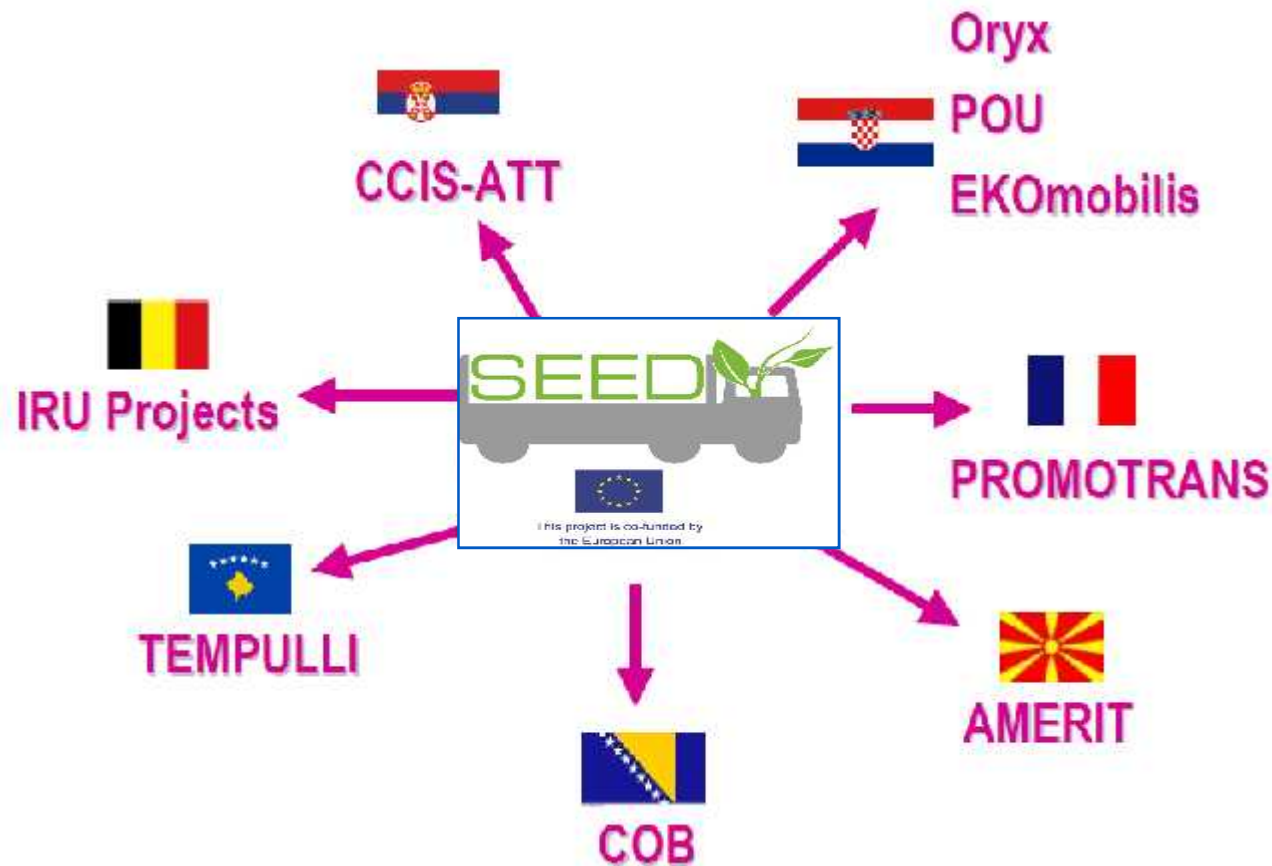 Oryx
POU
EKOmobilis
CCIS-ATT
IRU Projects
SEED
PROMOTRANS
This project is co-funded by
the European Union
TEMPULLI
AMERIT
COB